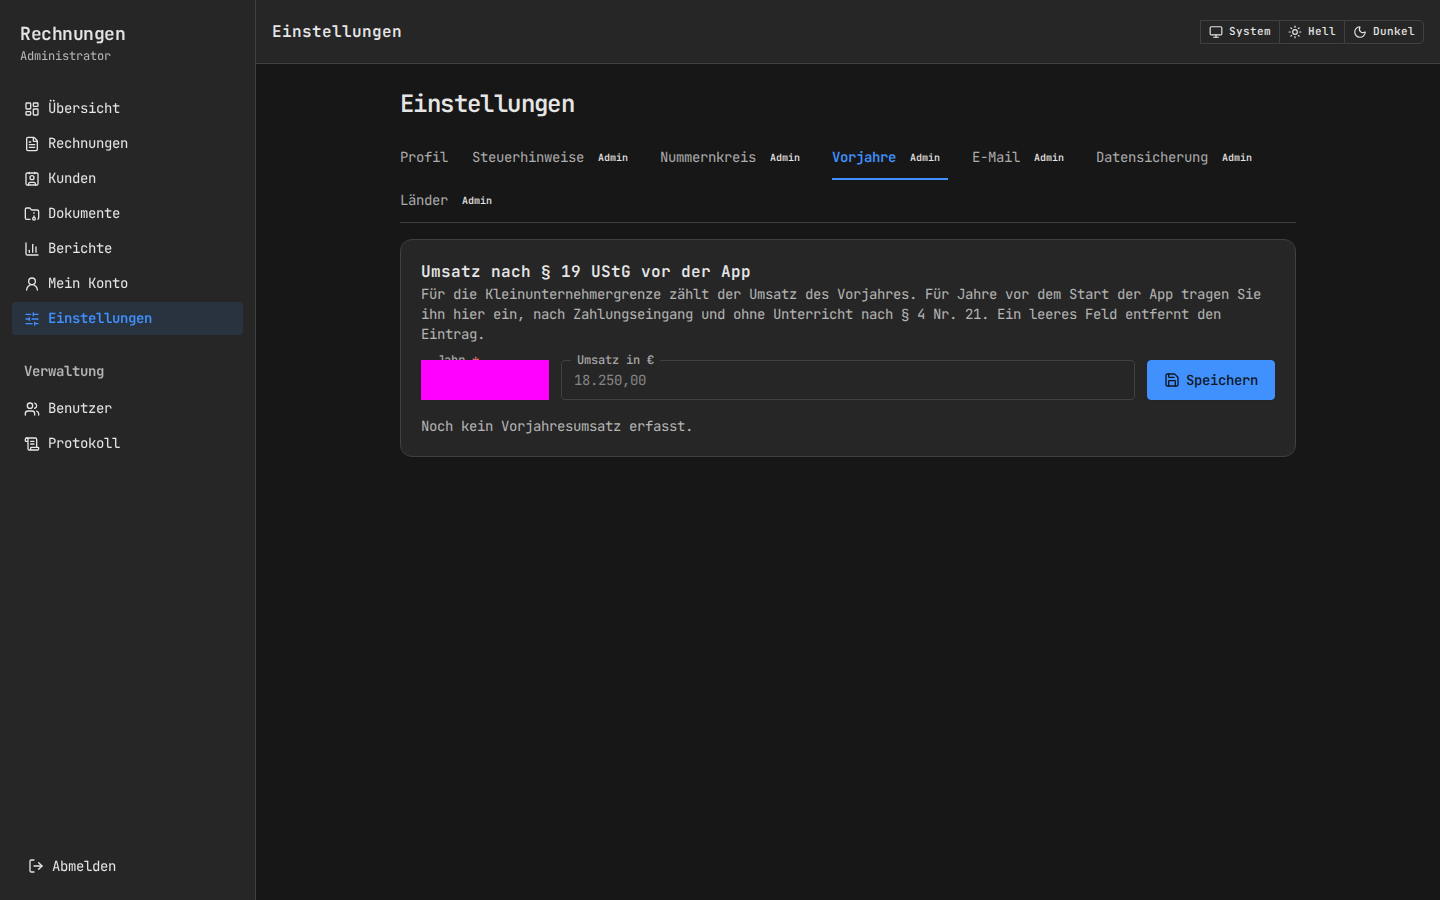 Rechnungen
Administrator
Übersicht
Rechnungen
Kunden
Dokumente
Berichte
Mein Konto
Einstellungen
Verwaltung
Benutzer
Protokoll
Abmelden
Einstellungen
System Hell Dunkel
Einstellungen
Profil Steuerhinweise Admin Nummernkreis Admin Vorjahre Admin E-Mail Admin Datensicherung Admin
Länder Admin
Umsatz nach § 19 UStG vor der App
Für die Kleinunternehmergrenze zählt der Umsatz des Vorjahres. Für Jahre vor dem Start der App tragen Sie
ihn hier ein, nach Zahlungseingang und ohne Unterricht nach § 4 Nr. 21. Ein leeres Feld entfernt den
Eintrag.
Umsatz in €
18.250,00
Speichern
Noch kein Vorjahresumsatz erfasst.